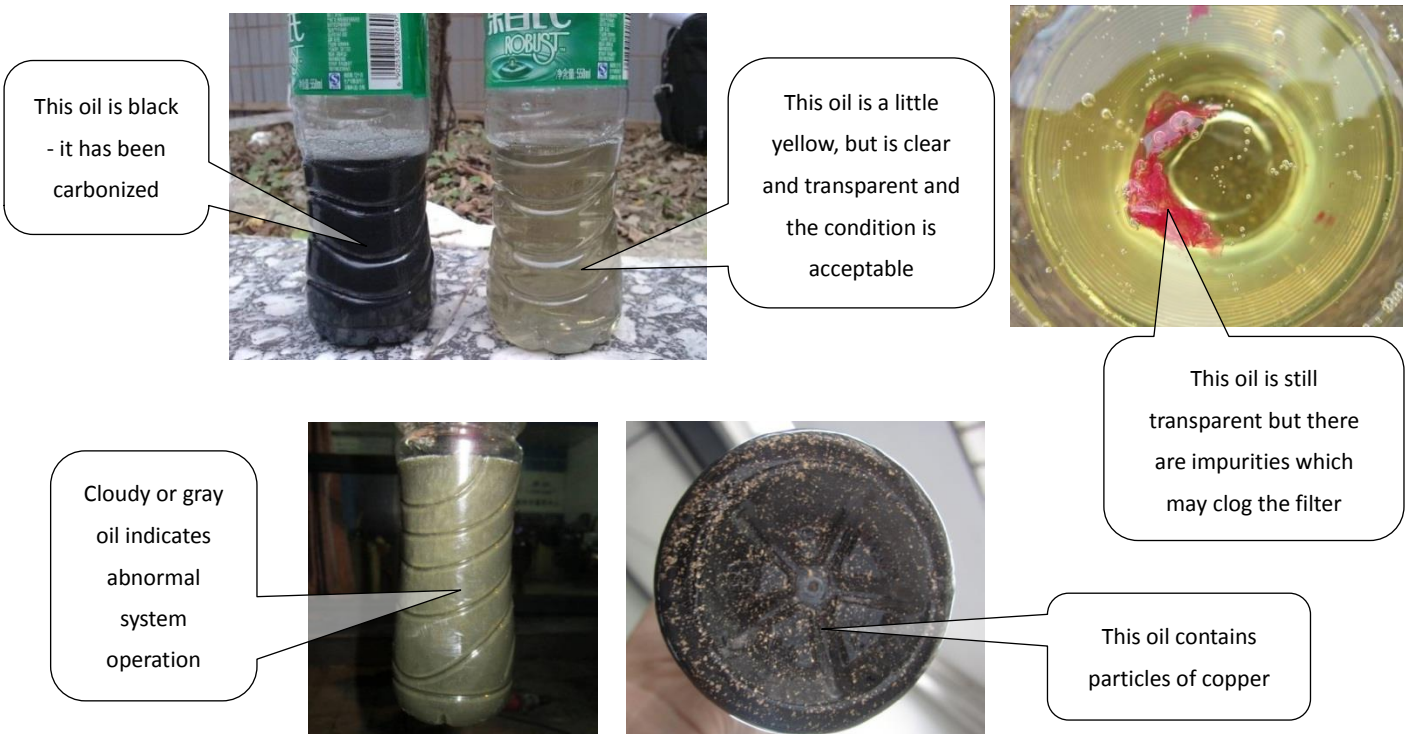 This oil is black
- it has been
carbonized
ROBUST
550ml
This oil is a little
yellow, but is clear
and transparent and
the condition is
acceptable
This oil is still
transparent but there
are impurities which
may clog the filter
Cloudy or gray
oil indicates
abnormal
system
operation
This oil contains
particles of copper